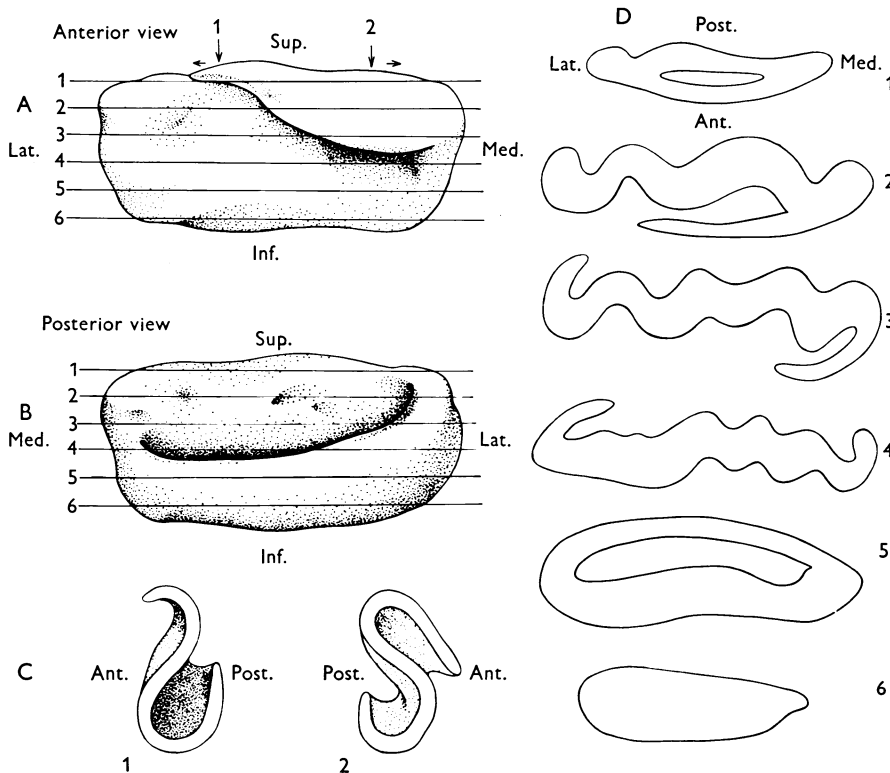 1 2
Anterior view Sup.
A
Lat. Med.
1
2
3
4
5
6
Inf.
Posterior view
Sup.
B
Med. Lat.
1
2
3
4
5
6
Inf.
C
Ant. Post. Post. Ant.
1 2
D
Post.
Lat. Med.
1
Ant.
2
3
4
5
6